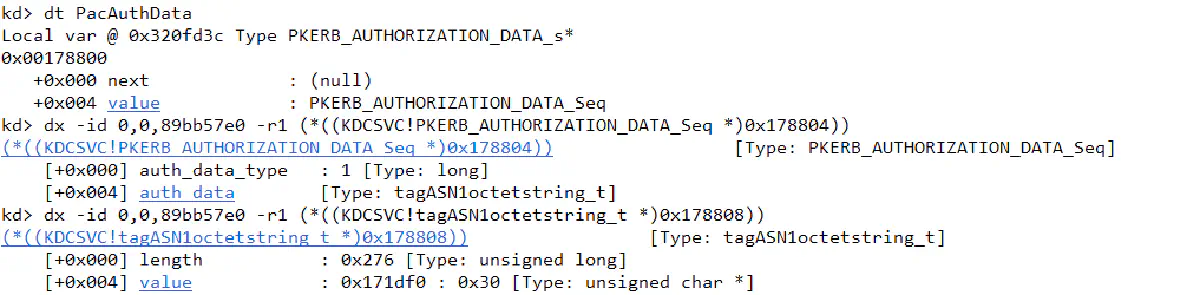 kd> dt PacAuthData
Local var @ 0x320fd3c Type PKERB_AUTHORIZATION_DATA_s*
0x00178800
+0x000 next : (null)
+0x004 value : PKERB_AUTHORIZATION_DATA_Seq
kd> dx -id 0,0,89bb57e0 -r1 (*((KDCSVC!PKERB_AUTHORIZATION_DATA_Seq *)0x178804))
(*((KDCSVC!PKERB_AUTHORIZATION_DATA_Seq *)0x178804)) [Type: PKERB_AUTHORIZATION_DATA_Seq]
[+0x000] auth_data_type : 1 [Type: long]
[+0x004] auth_data [Type: tagASN1octetstring_t]
kd> dx -id 0,0,89bb57e0 -r1 (*((KDCSVC!tagASN1octetstring_t *)0x178808))
(*((KDCSVC!tagASN1octetstring_t *)0x178808)) [Type: tagASN1octetstring_t]
[+0x000] length : 0x276 [Type: unsigned long]
[+0x004] value : 0x171df0 : 0x30 [Type: unsigned char *]